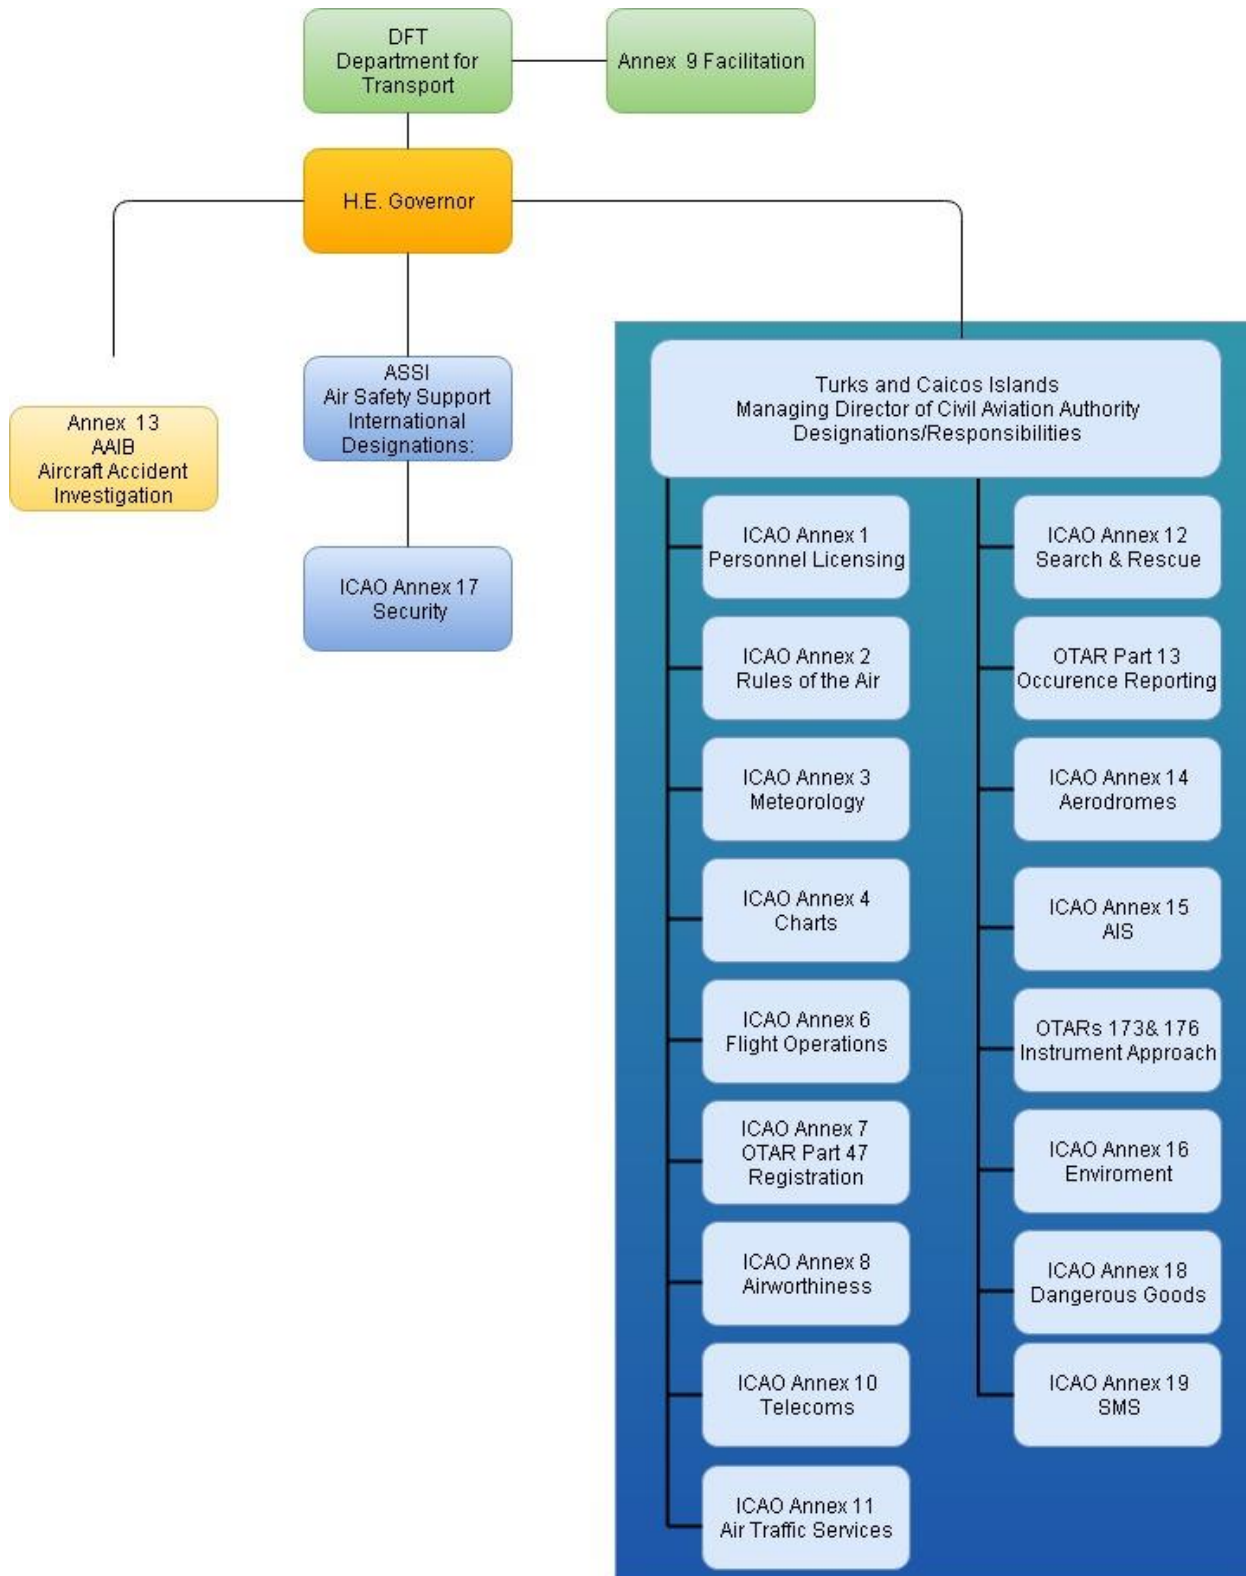 DFT
Department for
Transport
Annex 9 Facilitation
H.E. Governor
Annex 13
AAIB
Aircraft Accident
Investigation
ASSI
Air Safety Support
International
Designations:
ICAO Annex 17
Security
Turks and Caicos Islands
Managing Director of Civil Aviation Authority
Designations/Responsibilities
ICAO Annex 1
Personnel Licensing
ICAO Annex 2
Rules of the Air
ICAO Annex 3
Meteorology
ICAO Annex 4
Charts
ICAO Annex 6
Flight Operations
ICAO Annex 7
OTAR Part 47
Registration
ICAO Annex 8
Airworthiness
ICAO Annex 10
Telecoms
ICAO Annex 11
Air Traffic Services
ICAO Annex 12
Search & Rescue
OTAR Part 13
Occurence Reporting
ICAO Annex 14
Aerodromes
ICAO Annex 15
AIS
OTARs 173& 176
Instrument Approach
ICAO Annex 16
Enviroment
ICAO Annex 18
Dangerous Goods
ICAO Annex 19
SMS